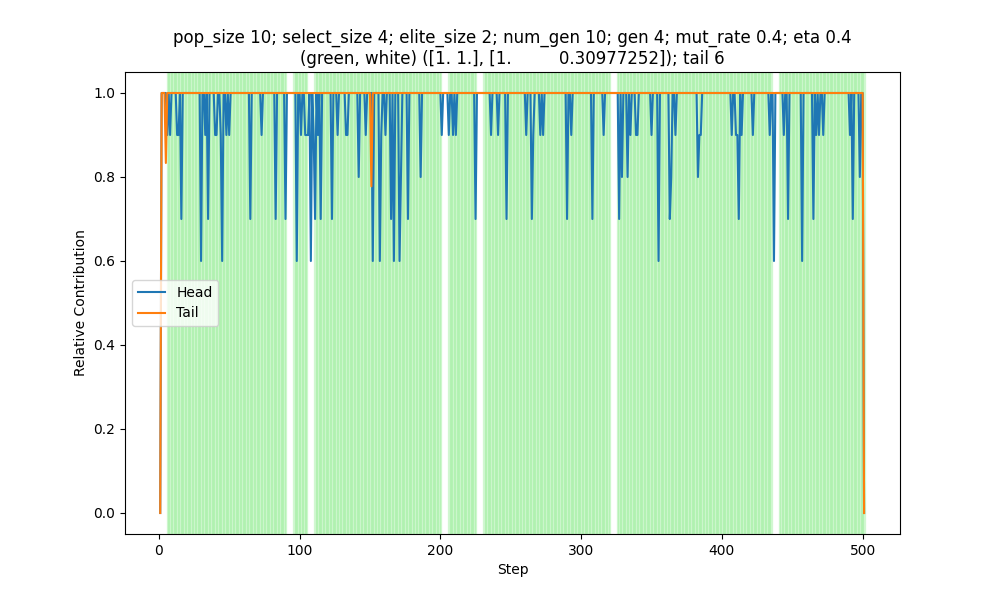 pop_size 10; select_size 4; elite_size 2; num_gen 10; gen 4; mut_rate 0.4; eta 0.4
(green, white) ([1. 1.], [1.          0.30977252]); tail 6
1.0
0.8
0.6
0.4
0.2
0.0
Relative Contribution
Head
Tail
0
100
200
300
400
500
Step